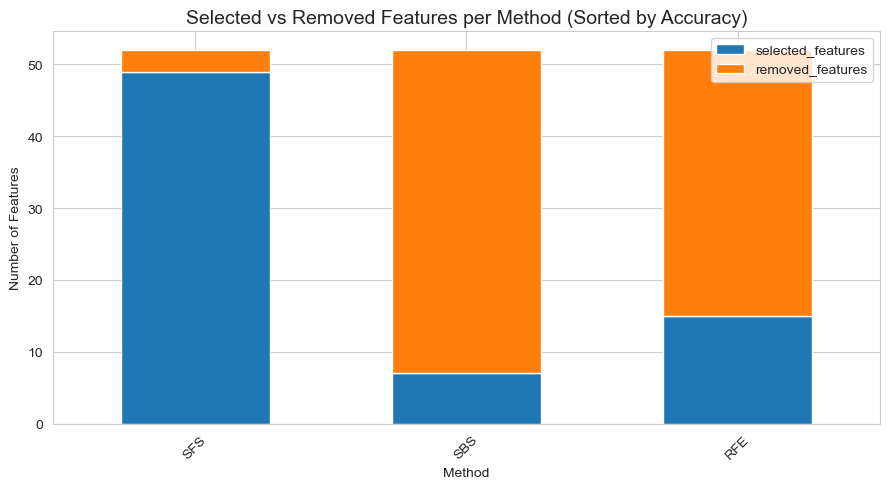 Selected vs Removed Features per Method (Sorted by Accuracy)
selected_features
removed_features
Number of Features
50
40
30
20
10
0
SFS
SBS
RFE
Method